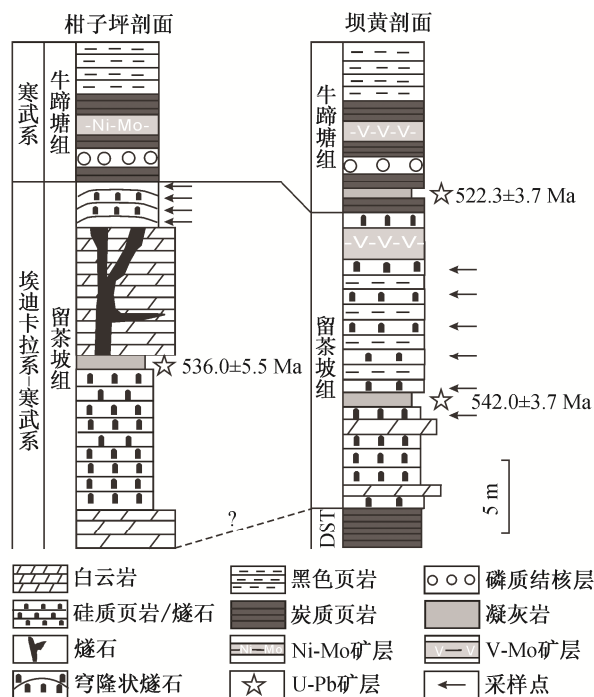 柑子坪剖面
坝黄剖面
寒武系
牛蹄塘组
-Ni-Mo-
埃迪卡拉系-寒武系
留茶坡组
536.0±5.5 Ma
牛蹄塘组
-V-V-V-
522.3±3.7 Ma
-V-V-V-
留茶坡组
542.0±3.7 Ma
DST
?
5 m
白云岩
黑色页岩
磷质结核层
硅质页岩/燧石
炭质页岩
凝灰岩
燧石
Ni-Mo
Ni-Mo矿层
V V
V-Mo矿层
穹隆状燧石
U-Pb矿层
采样点